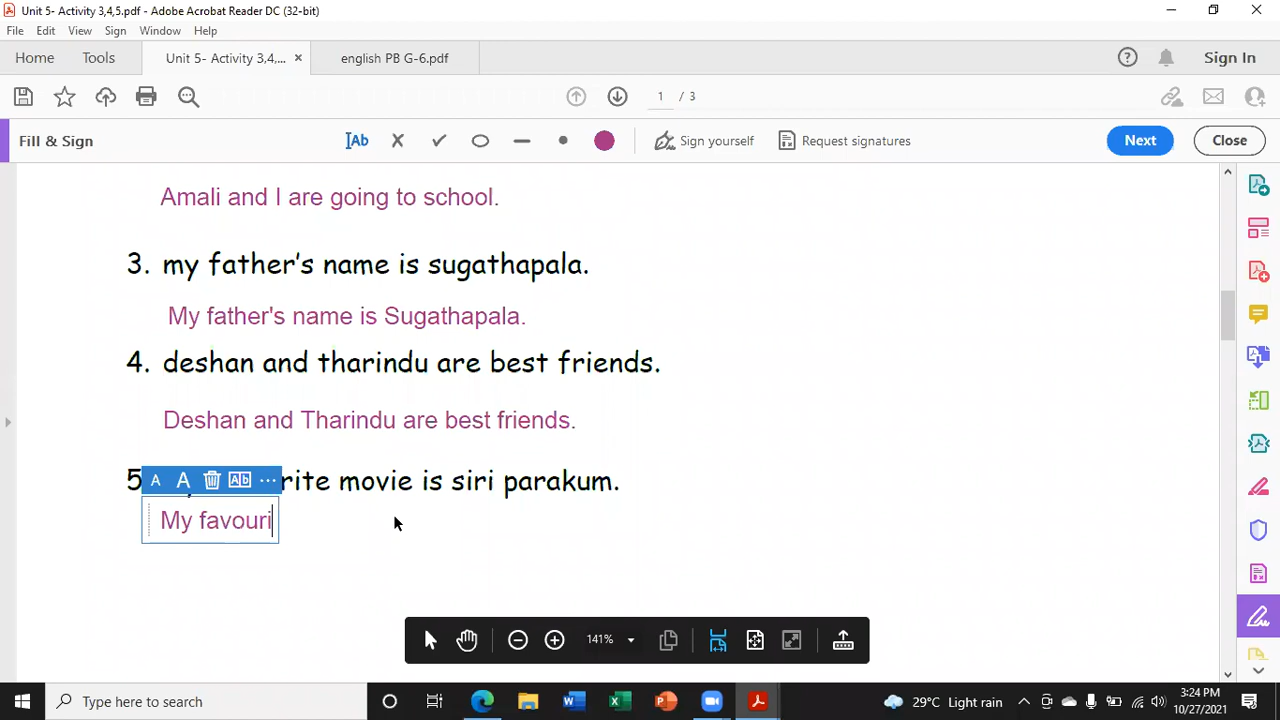 Unit 5- Activity 3,4,5.pdf - Adobe Acrobat Reader DC (32-bit)
File Edit View Sign Window Help
Home Tools Unit 5- Activity 3,4,... × english PB G-6.pdf Sign In
1 / 3
Fill & Sign Ab Sign yourself Request signatures Next Close
Amali and I are going to school.
3. my father's name is sugathapala.
My father's name is Sugathapala.
4. deshan and tharindu are best friends.
Deshan and Tharindu are best friends.
5 A A Ab ... rite movie is siri parakum.
My favouri
141%
Type here to search 29°C Light rain 3:24 PM
10/27/2021